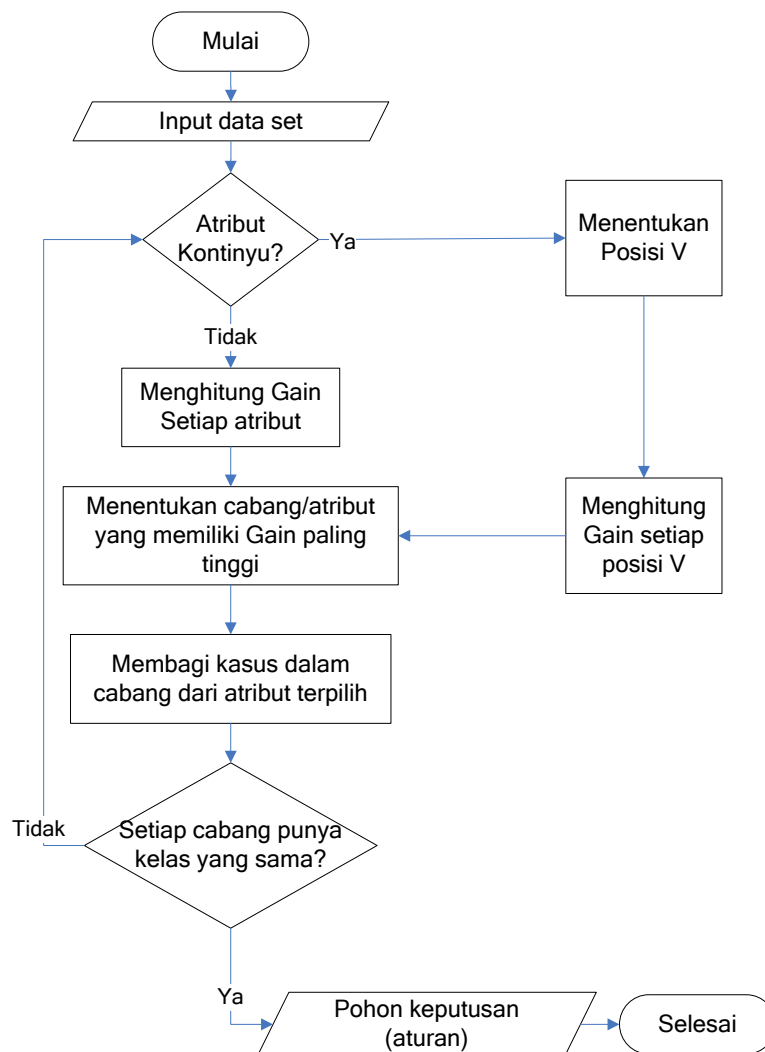 Mulai
Input data set
Atribut
Kontinyu?
Ya
Menentukan
Posisi V
Tidak
Menghitung Gain
Setiap atribut
Menentukan cabang/atribut
yang memiliki Gain paling
tinggi
Menghitung
Gain setiap
posisi V
Membagi kasus dalam
cabang dari atribut terpilih
Tidak
Setiap cabang punya
kelas yang sama?
Ya
Pohon keputusan
(aturan)
Selesai